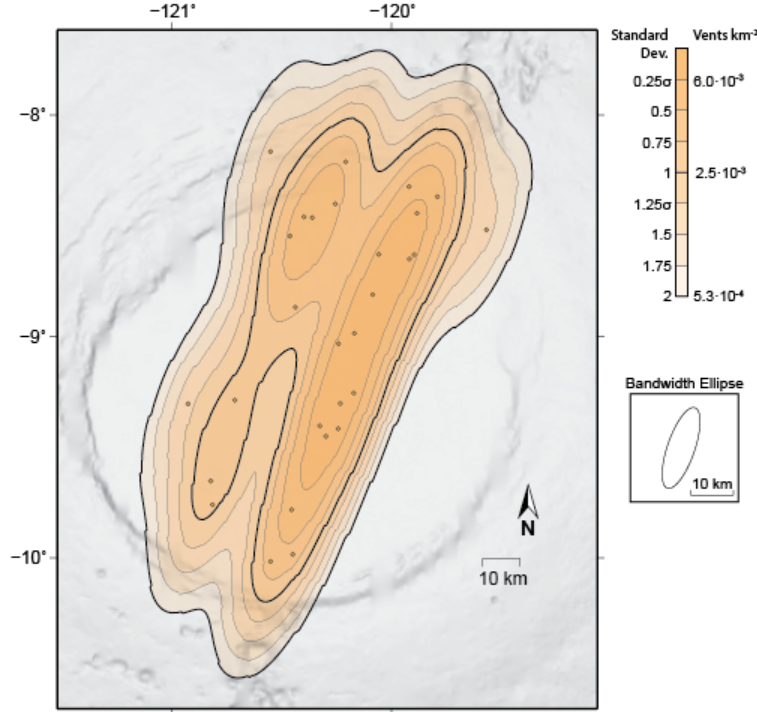 −121° −120°
Standard Dev. Vents km⁻²
0.25σ 6.0·10⁻³
0.5
0.75
1 2.5·10⁻³
1.25σ
1.5
1.75
2 5.3·10⁻⁴
−8°
−9°
−10°
Bandwidth Ellipse
10 km
N
10 km